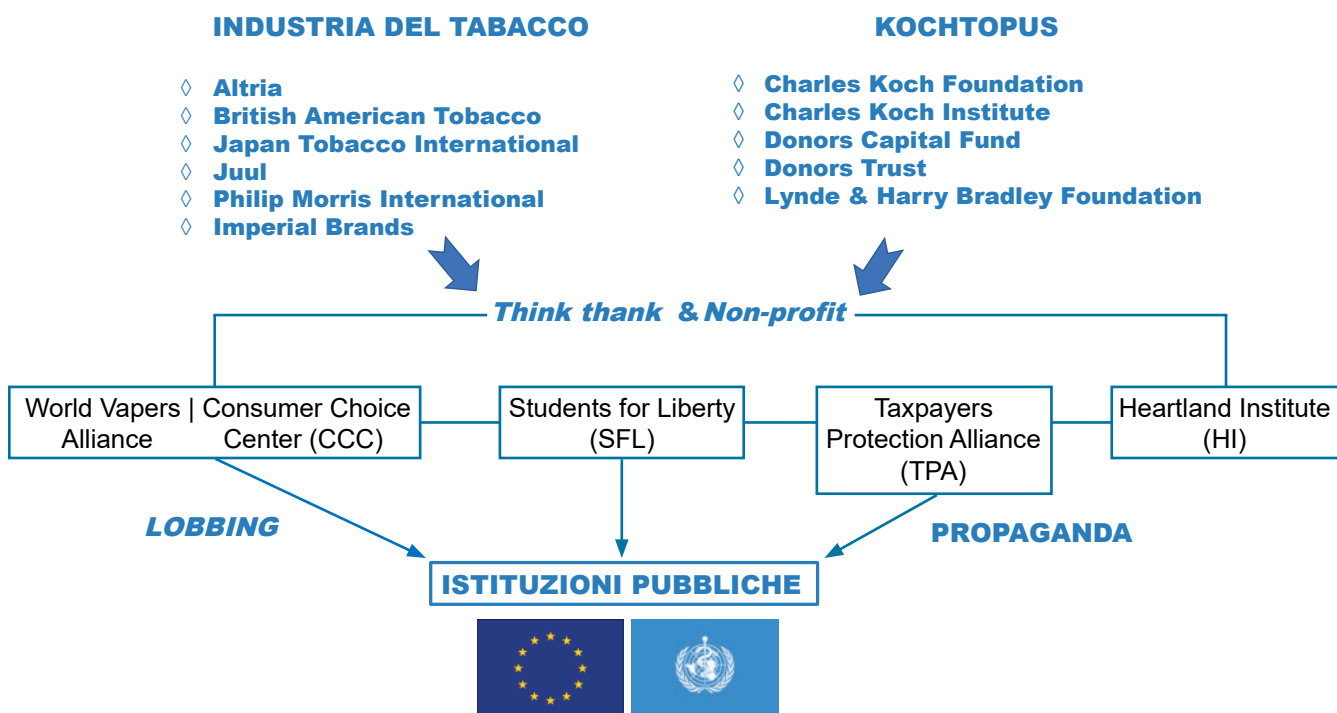 INDUSTRIA DEL TABACCO
◊ Altria
◊ British American Tobacco
◊ Japan Tobacco International
◊ Juul
◊ Philip Morris International
◊ Imperial Brands
KOCHTOPUS
◊ Charles Koch Foundation
◊ Charles Koch Institute
◊ Donors Capital Fund
◊ Donors Trust
◊ Lynde & Harry Bradley Foundation
Think thank & Non-profit
World Vapers | Consumer Choice
Alliance Center (CCC)
Students for Liberty
(SFL)
Taxpayers
Protection Alliance
(TPA)
Heartland Institute
(HI)
LOBBING
PROPAGANDA
ISTITUZIONI PUBBLICHE